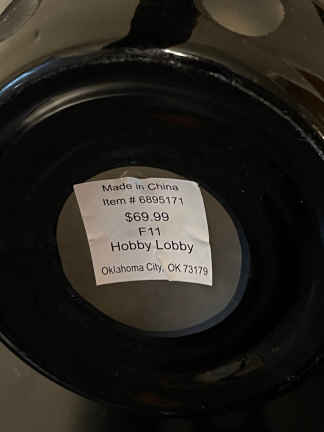 Made in China
Item # 6895171
$69.99
F11
Hobby Lobby
Oklahoma City, OK 73179